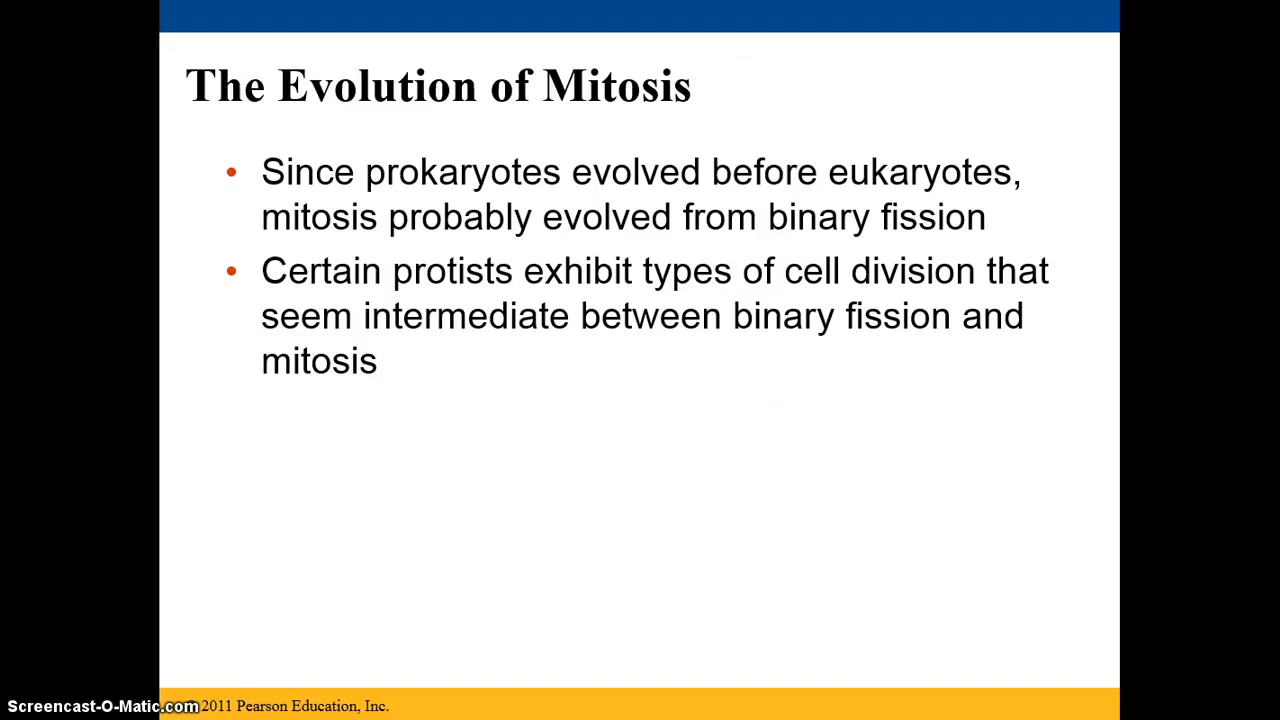 The Evolution of Mitosis
• Since prokaryotes evolved before eukaryotes,
mitosis probably evolved from binary fission
• Certain protists exhibit types of cell division that
seem intermediate between binary fission and
mitosis
Screencast-O-Matic.com
© 2011 Pearson Education, Inc.